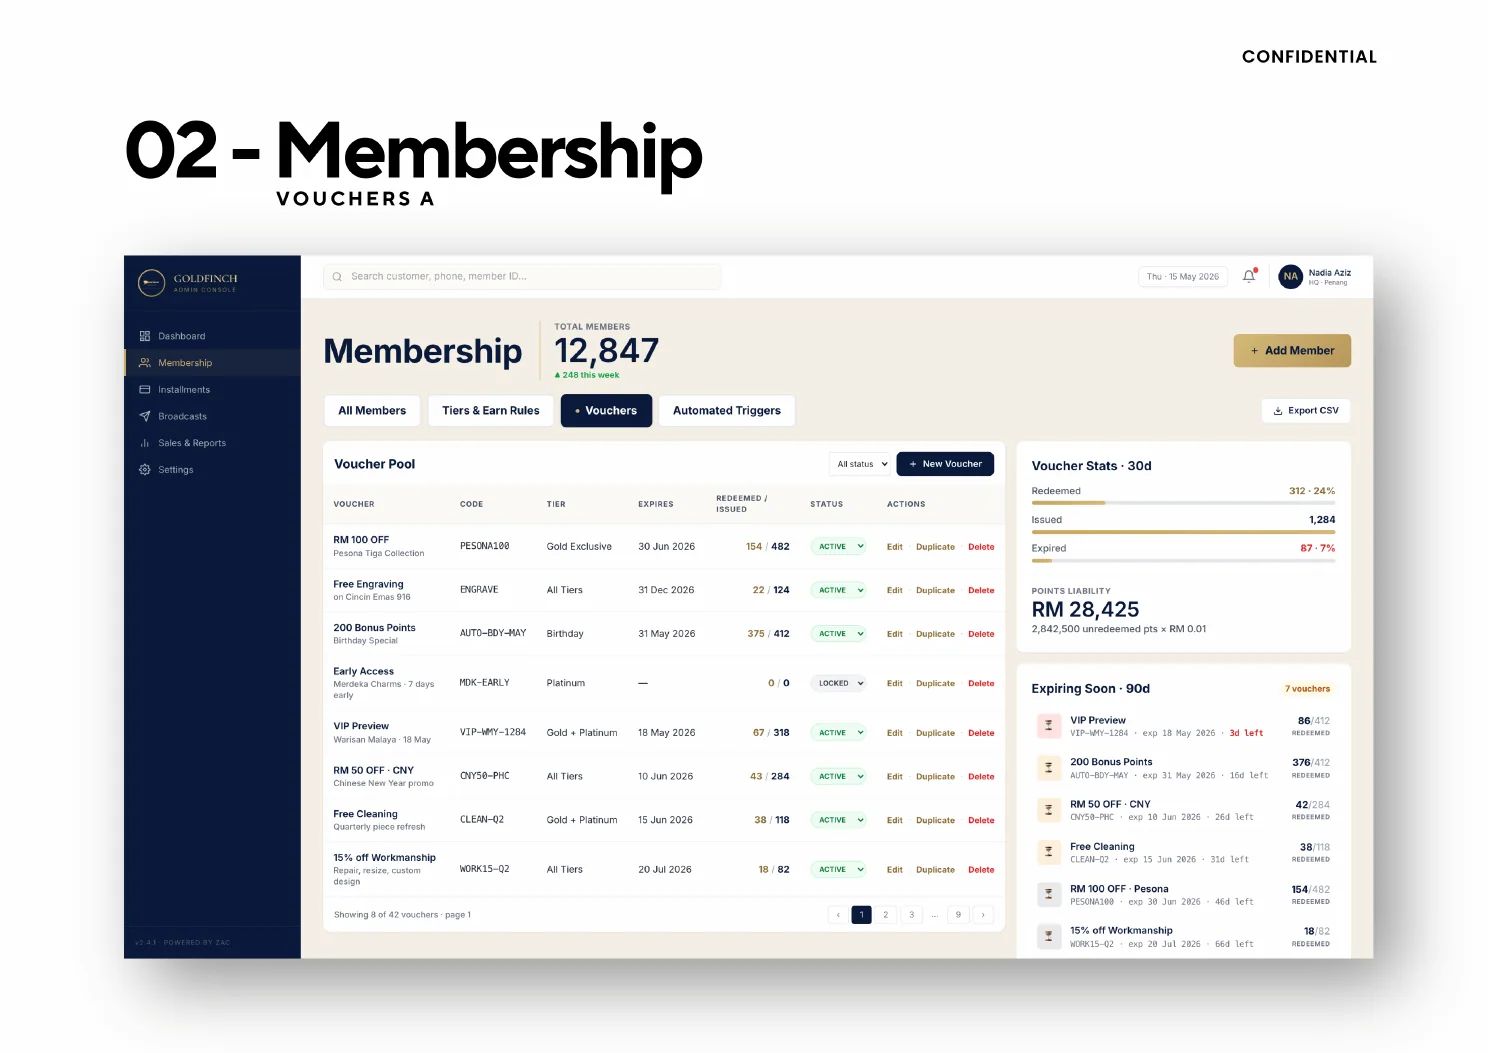 CONFIDENTIAL
02 - Membership
VOUCHERS A
GOLDFINCH
ADMIN CONSOLE
Search customer, phone, member ID...
Thu · 15 May 2026
NA
Nadia Aziz
HQ · Penang
Dashboard
Membership
Installments
Broadcasts
Sales & Reports
Settings
v3.4.1 · POWERED BY ZAC
Membership
TOTAL MEMBERS
12,847
▲ 248 this week
+ Add Member
All Members
Tiers & Earn Rules
• Vouchers
Automated Triggers
Export CSV
Voucher Pool
All status
+ New Voucher
VOUCHER CODE TIER EXPIRES REDEEMED / ISSUED STATUS ACTIONS
RM 100 OFF
Pesona Tiga Collection
PESONA100 Gold Exclusive 30 Jun 2026 154 / 482 ACTIVE Edit · Duplicate · Delete
Free Engraving
on Cincin Emas 916
ENGRAVE All Tiers 31 Dec 2026 22 / 124 ACTIVE Edit · Duplicate · Delete
200 Bonus Points
Birthday Special
AUTO-BDY-MAY Birthday 31 May 2026 375 / 412 ACTIVE Edit · Duplicate · Delete
Early Access
Merdeka Charms · 7 days
early
MDK-EARLY Platinum — 0 / 0 LOCKED Edit · Duplicate · Delete
VIP Preview
Warisan Malaya · 18 May
VIP-WMY-1284 Gold + Platinum 18 May 2026 67 / 318 ACTIVE Edit · Duplicate · Delete
RM 50 OFF · CNY
Chinese New Year promo
CNY50-PHC All Tiers 10 Jun 2026 43 / 284 ACTIVE Edit · Duplicate · Delete
Free Cleaning
Quarterly piece refresh
CLEAN-Q2 Gold + Platinum 15 Jun 2026 38 / 118 ACTIVE Edit · Duplicate · Delete
15% off Workmanship
Repair, resize, custom
design
WORK15-Q2 All Tiers 20 Jul 2026 18 / 82 ACTIVE Edit · Duplicate · Delete
Showing 8 of 42 vouchers · page 1
‹ 1 2 3 ... 9 ›
Voucher Stats · 30d
Redeemed 312 · 24%
Issued 1,284
Expired 87 · 7%
POINTS LIABILITY
RM 28,425
2,842,500 unredeemed pts × RM 0.01
Expiring Soon · 90d
7 vouchers
VIP Preview 86/412
VIP-WMY-1284 · exp 18 May 2026 · 3d left REDEEMED
200 Bonus Points 376/412
AUTO-BDY-MAY · exp 31 May 2026 · 16d left REDEEMED
RM 50 OFF · CNY 42/284
CNY50-PHC · exp 10 Jun 2026 · 26d left REDEEMED
Free Cleaning 38/118
CLEAN-Q2 · exp 15 Jun 2026 · 31d left REDEEMED
RM 100 OFF · Pesona 154/482
PESONA100 · exp 30 Jun 2026 · 46d left REDEEMED
15% off Workmanship 18/82
WORK15-Q2 · exp 20 Jul 2026 · 66d left REDEEMED